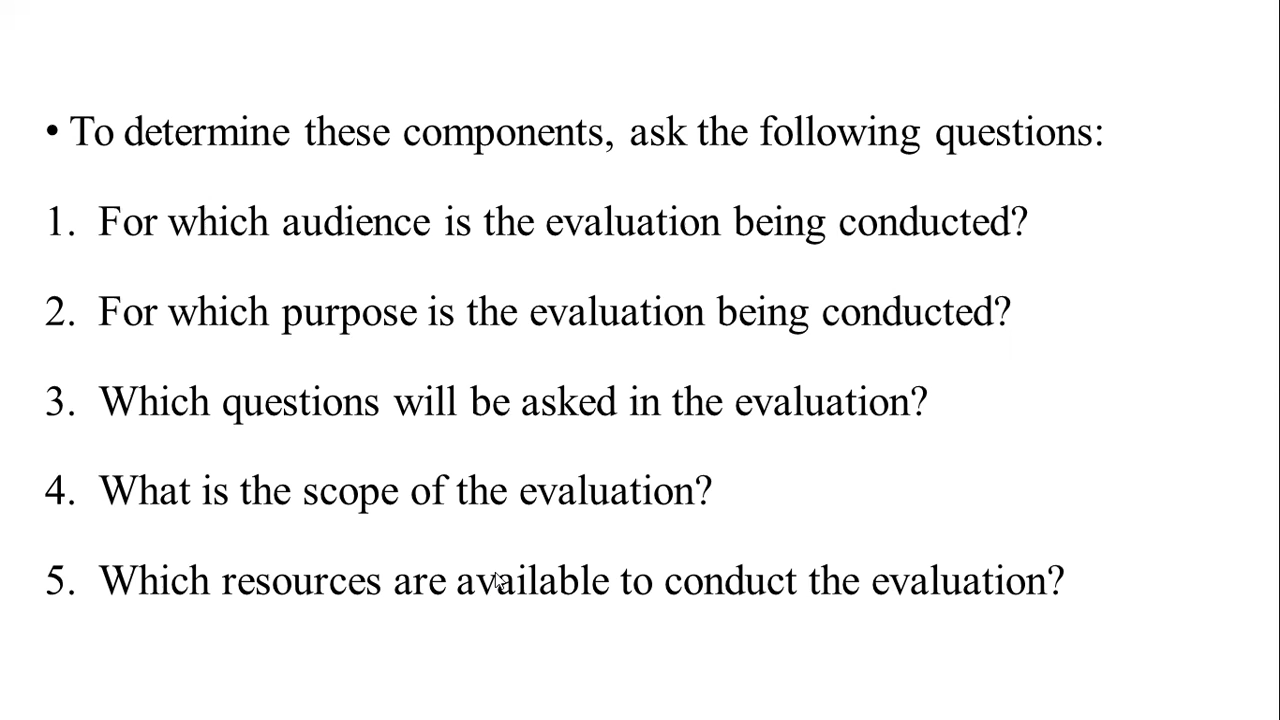 • To determine these components, ask the following questions:
1. For which audience is the evaluation being conducted?
2. For which purpose is the evaluation being conducted?
3. Which questions will be asked in the evaluation?
4. What is the scope of the evaluation?
5. Which resources are available to conduct the evaluation?